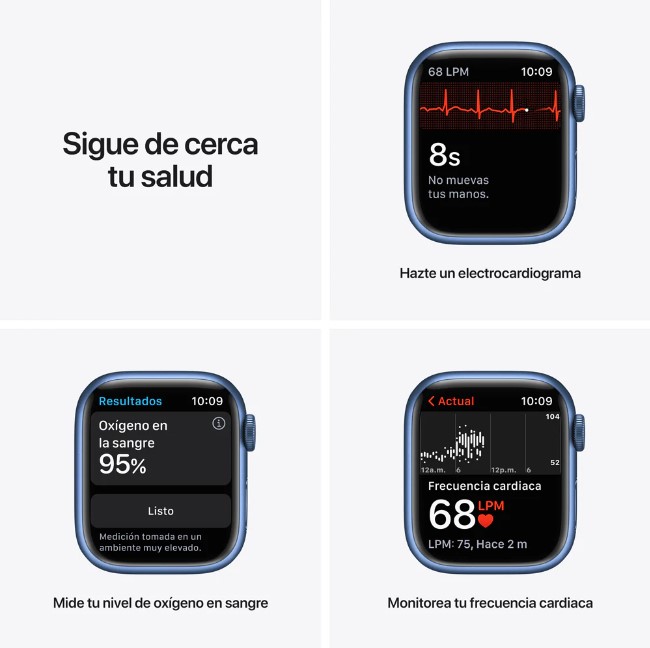 Sigue de cerca
tu salud
68 LPM 10:09
8s
No muevas
tus manos.
Hazte un electrocardiograma
Resultados 10:09
Oxígeno en
la sangre
95%
Listo
Medición tomada en un
ambiente muy elevado.
Mide tu nivel de oxígeno en sangre
Actual 10:09
104
52
12a.m. 6 12p.m. 6
Frecuencia cardiaca
68 LPM
LPM: 75, Hace 2 m
Monitorea tu frecuencia cardiaca